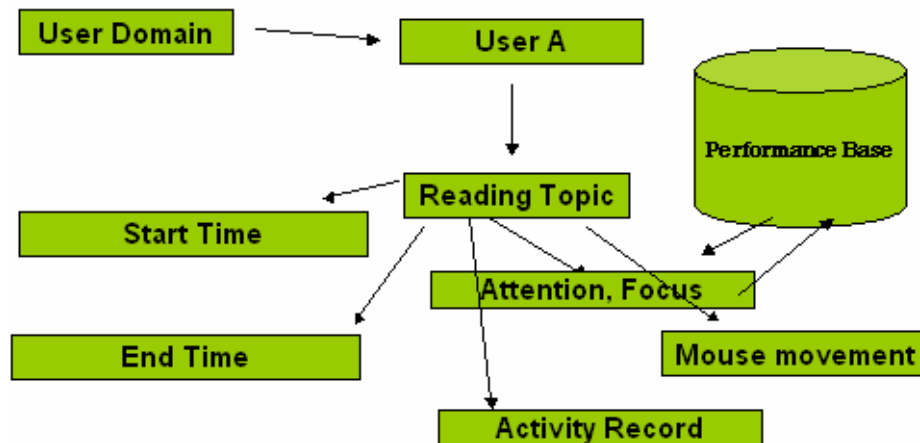 User Domain
User A
Performance Base
Reading Topic
Start Time
Attention, Focus
End Time
Mouse movement
Activity Record